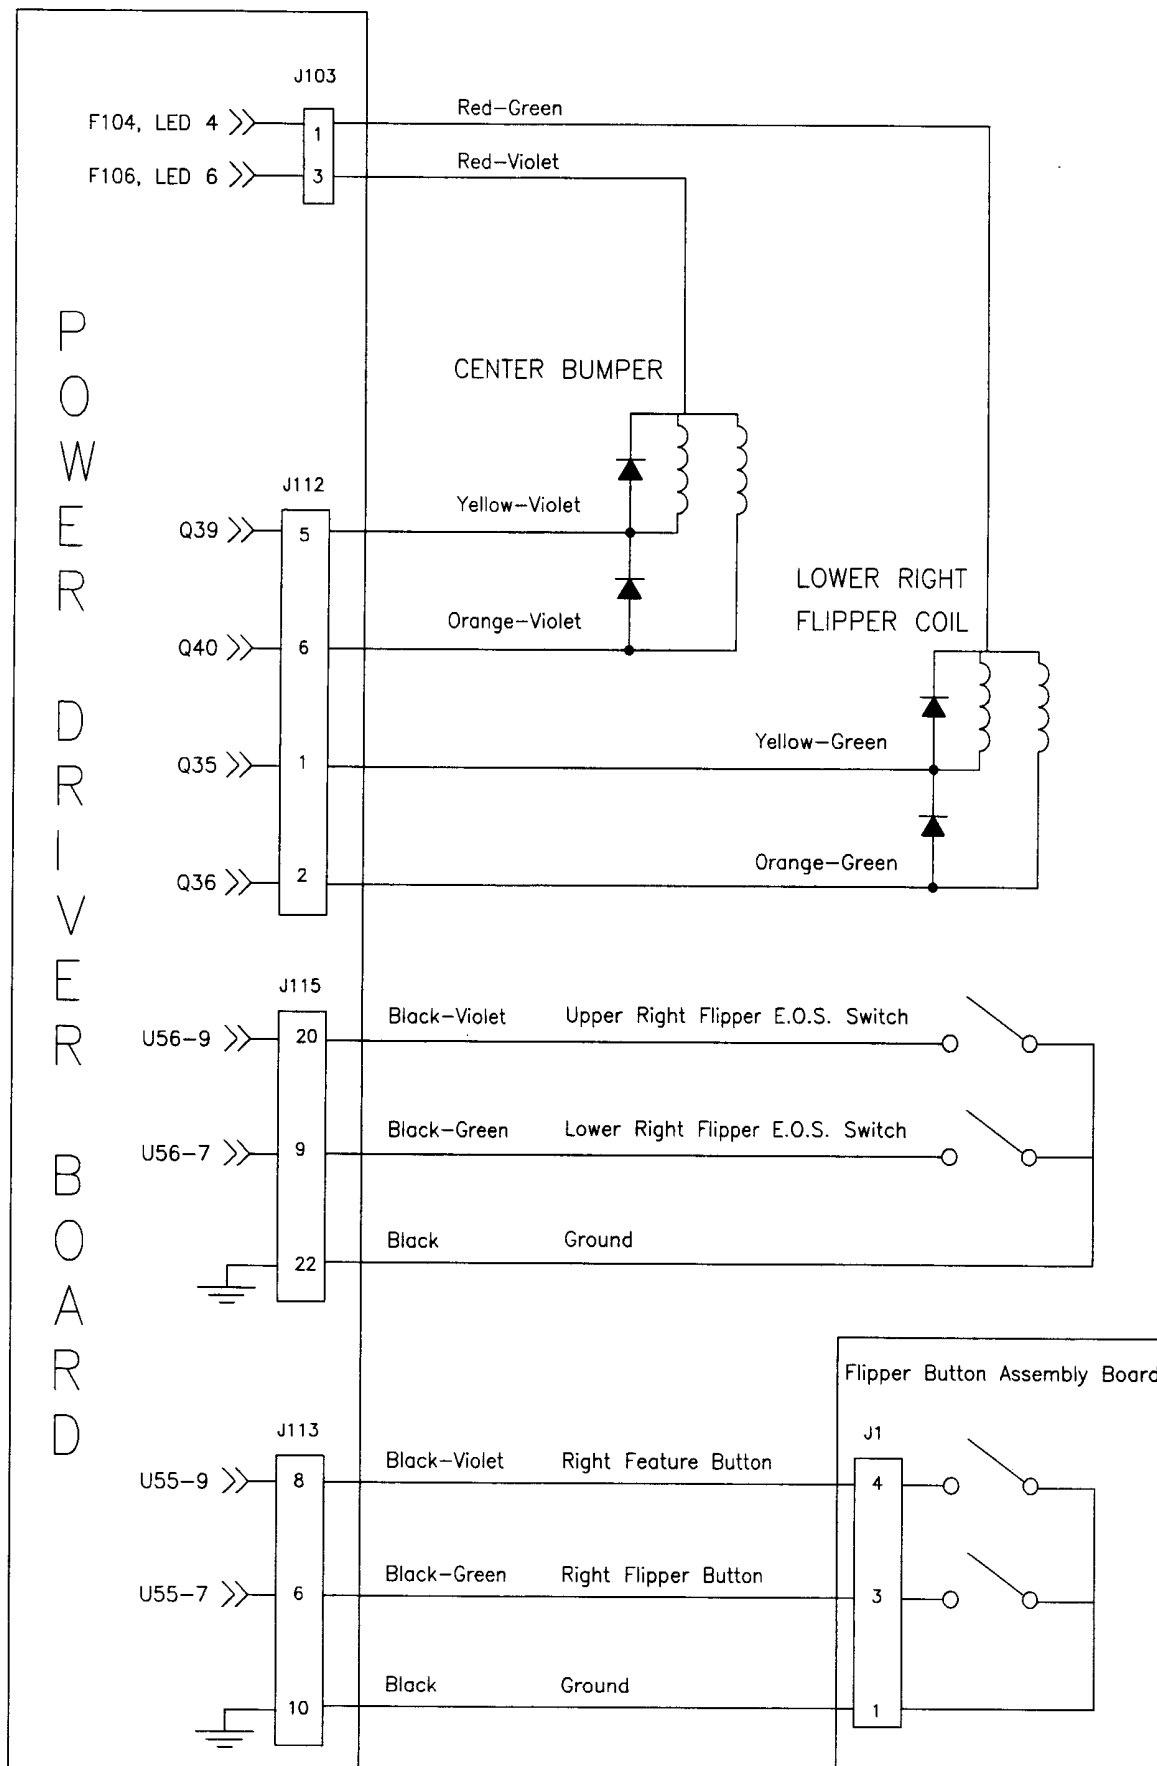 J103
F104, LED 4
1
Red-Green
F106, LED 6
3
Red-Violet
POWER DRIVER BOARD
CENTER BUMPER
J112
Q39
5
Yellow-Violet
Q40
6
Orange-Violet
LOWER RIGHT
FLIPPER COIL
Q35
1
Yellow-Green
Q36
2
Orange-Green
J115
U56-9
20
Black-Violet
Upper Right Flipper E.O.S. Switch
U56-7
9
Black-Green
Lower Right Flipper E.O.S. Switch
22
Black
Ground
Flipper Button Assembly Board
J113
J1
U55-9
8
Black-Violet
Right Feature Button
4
U55-7
6
Black-Green
Right Flipper Button
3
10
Black
Ground
1